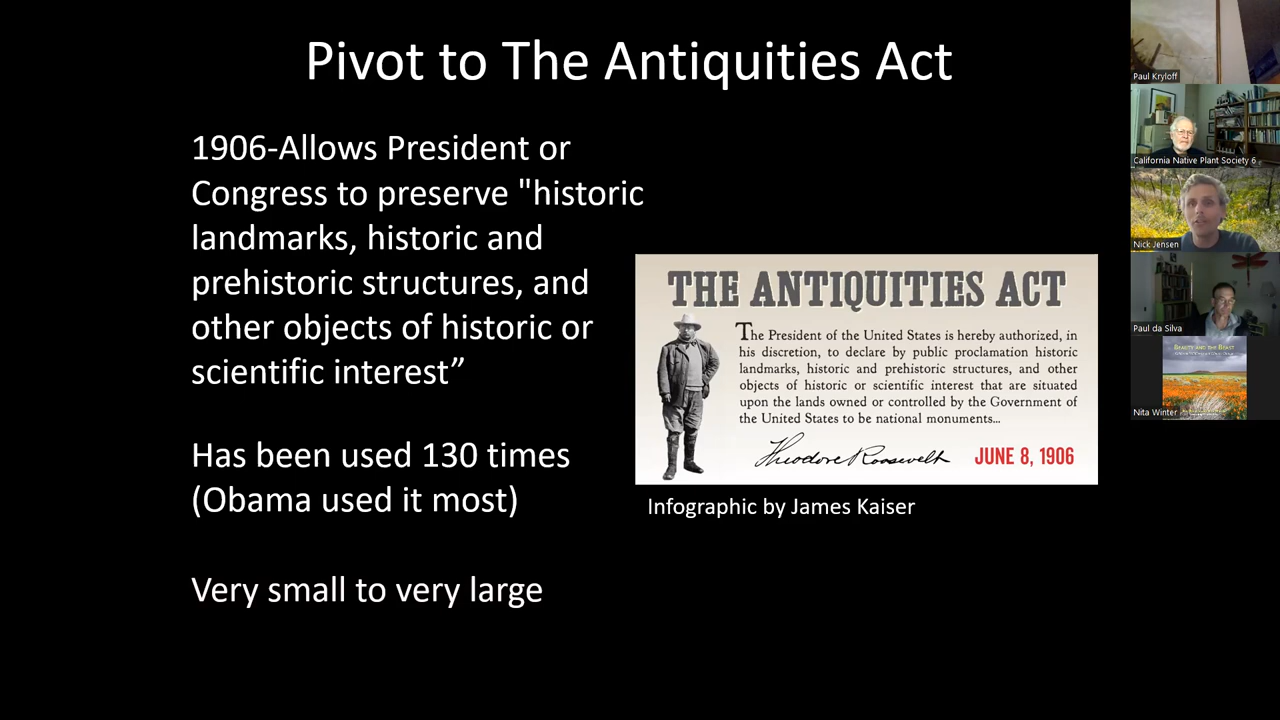 Pivot to The Antiquities Act
1906-Allows President or
Congress to preserve "historic
landmarks, historic and
prehistoric structures, and
other objects of historic or
scientific interest”
Has been used 130 times
(Obama used it most)
Very small to very large
THE ANTIQUITIES ACT
The President of the United States is hereby authorized, in
his discretion, to declare by public proclamation historic
landmarks, historic and prehistoric structures, and other
objects of historic or scientific interest that are situated
upon the lands owned or controlled by the Government of
the United States to be national monuments...
Theodore Roosevelt
JUNE 8, 1906
Infographic by James Kaiser
Paul Kryloff
California Native Plant Society 6
Nick Jensen
Paul da Silva
BEAUTY AND THE BEAST
Nita Winter